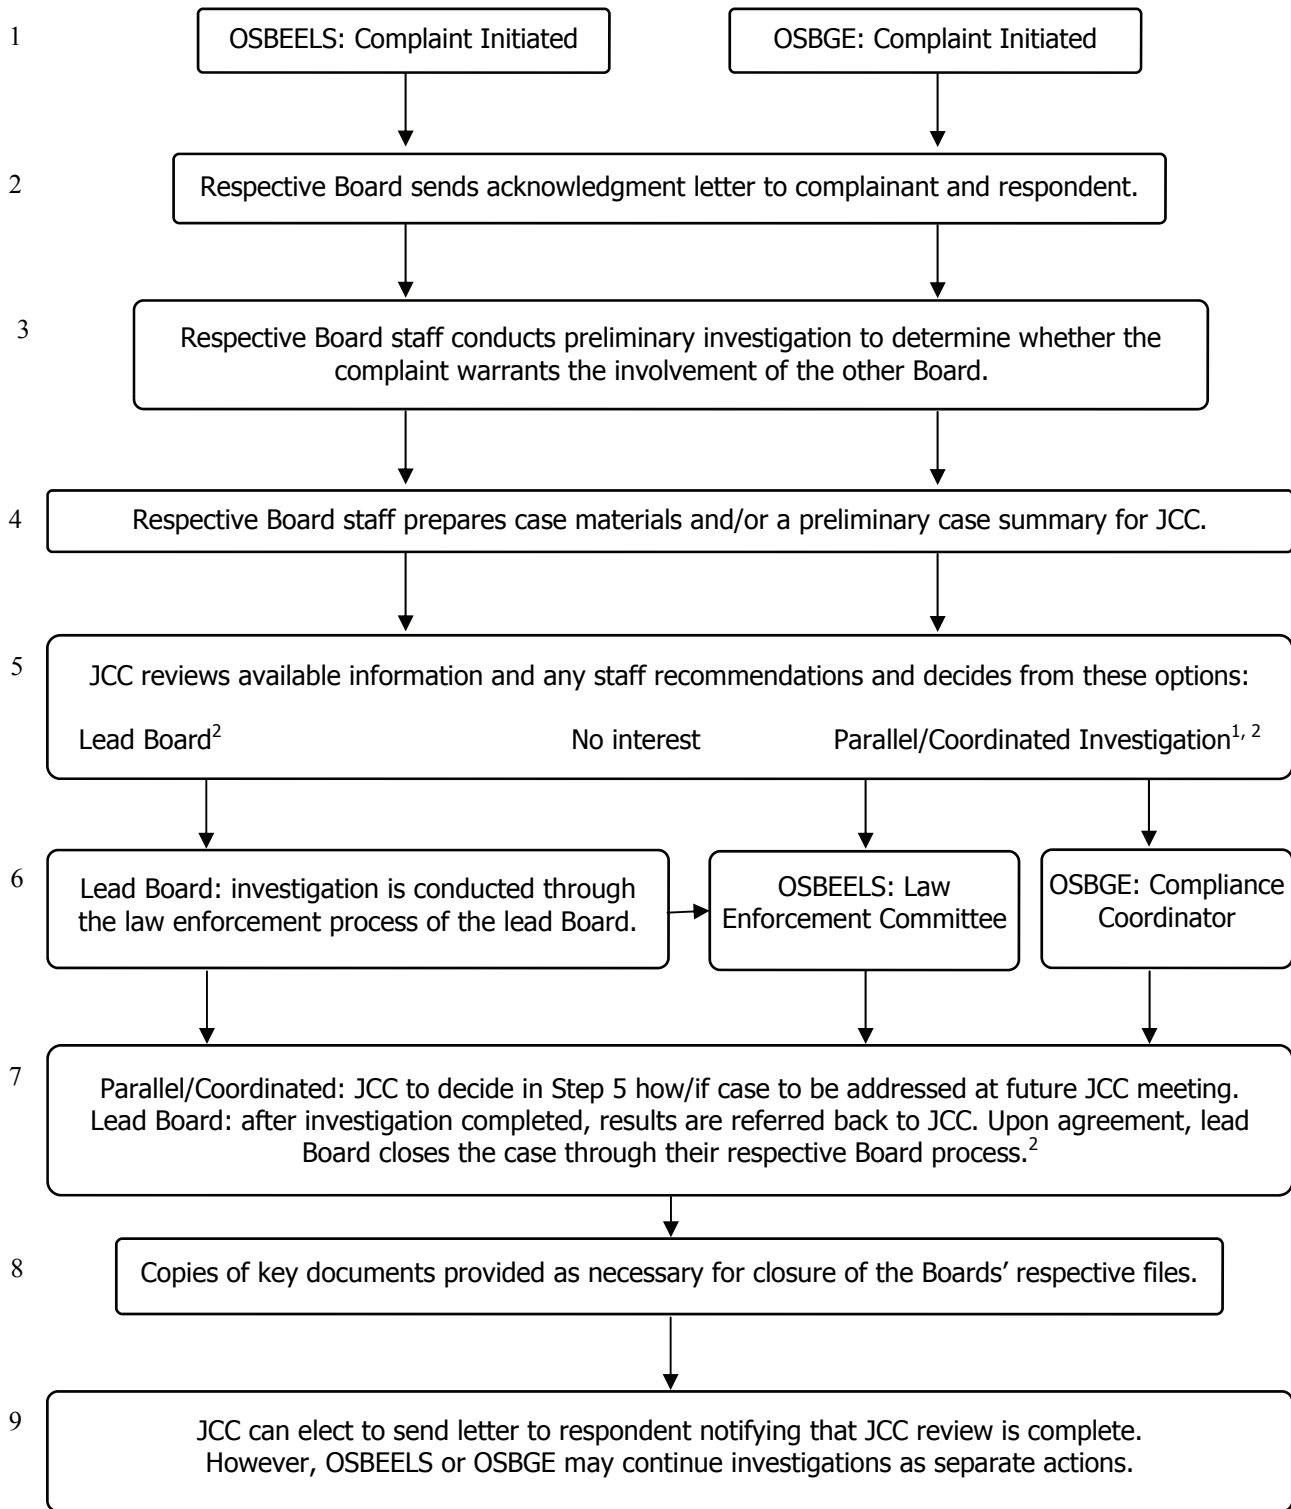 1
OSBEELS: Complaint Initiated
OSBGE: Complaint Initiated
2
Respective Board sends acknowledgment letter to complainant and respondent.
3
Respective Board staff conducts preliminary investigation to determine whether the
complaint warrants the involvement of the other Board.
4
Respective Board staff prepares case materials and/or a preliminary case summary for JCC.
5
JCC reviews available information and any staff recommendations and decides from these options:
Lead Board²
No interest
Parallel/Coordinated Investigation¹, ²
6
Lead Board: investigation is conducted through
the law enforcement process of the lead Board.
OSBEELS: Law
Enforcement Committee
OSBGE: Compliance
Coordinator
7
Parallel/Coordinated: JCC to decide in Step 5 how/if case to be addressed at future JCC meeting.
Lead Board: after investigation completed, results are referred back to JCC. Upon agreement, lead
Board closes the case through their respective Board process.²
8
Copies of key documents provided as necessary for closure of the Boards’ respective files.
9
JCC can elect to send letter to respondent notifying that JCC review is complete.
However, OSBEELS or OSBGE may continue investigations as separate actions.